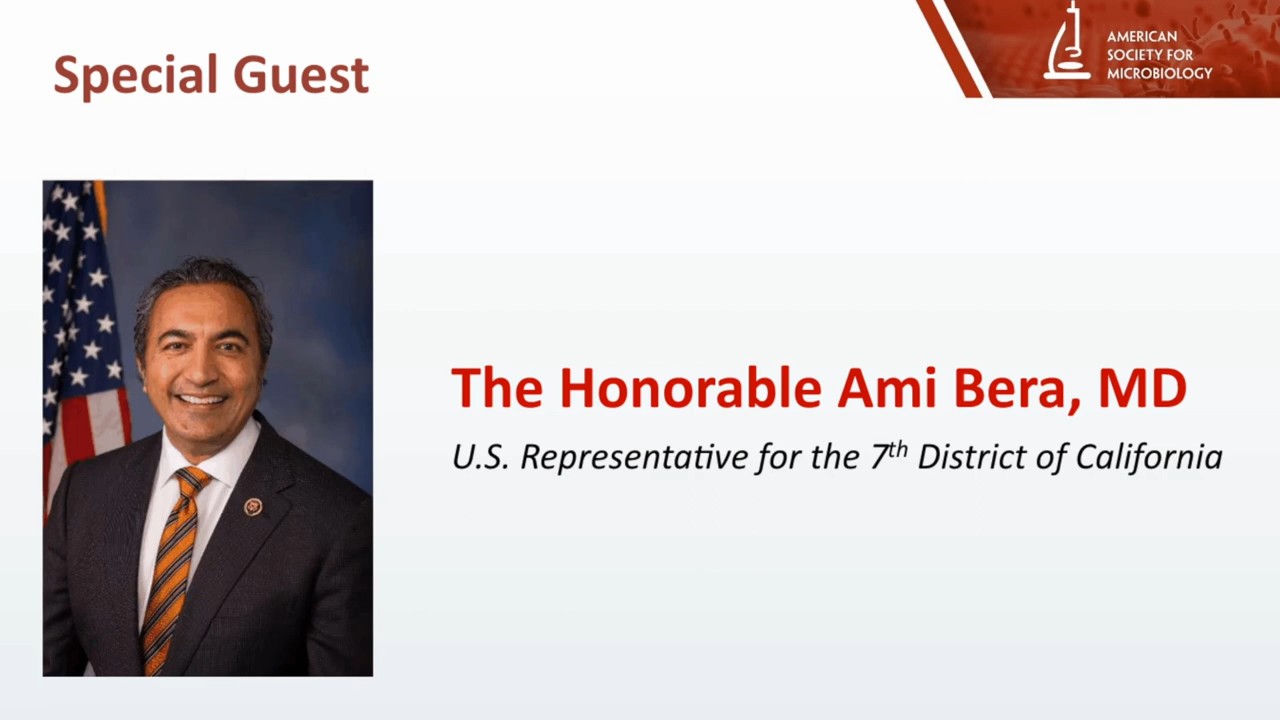 Special Guest
AMERICAN
SOCIETY FOR
MICROBIOLOGY
The Honorable Ami Bera, MD
U.S. Representative for the 7th District of California